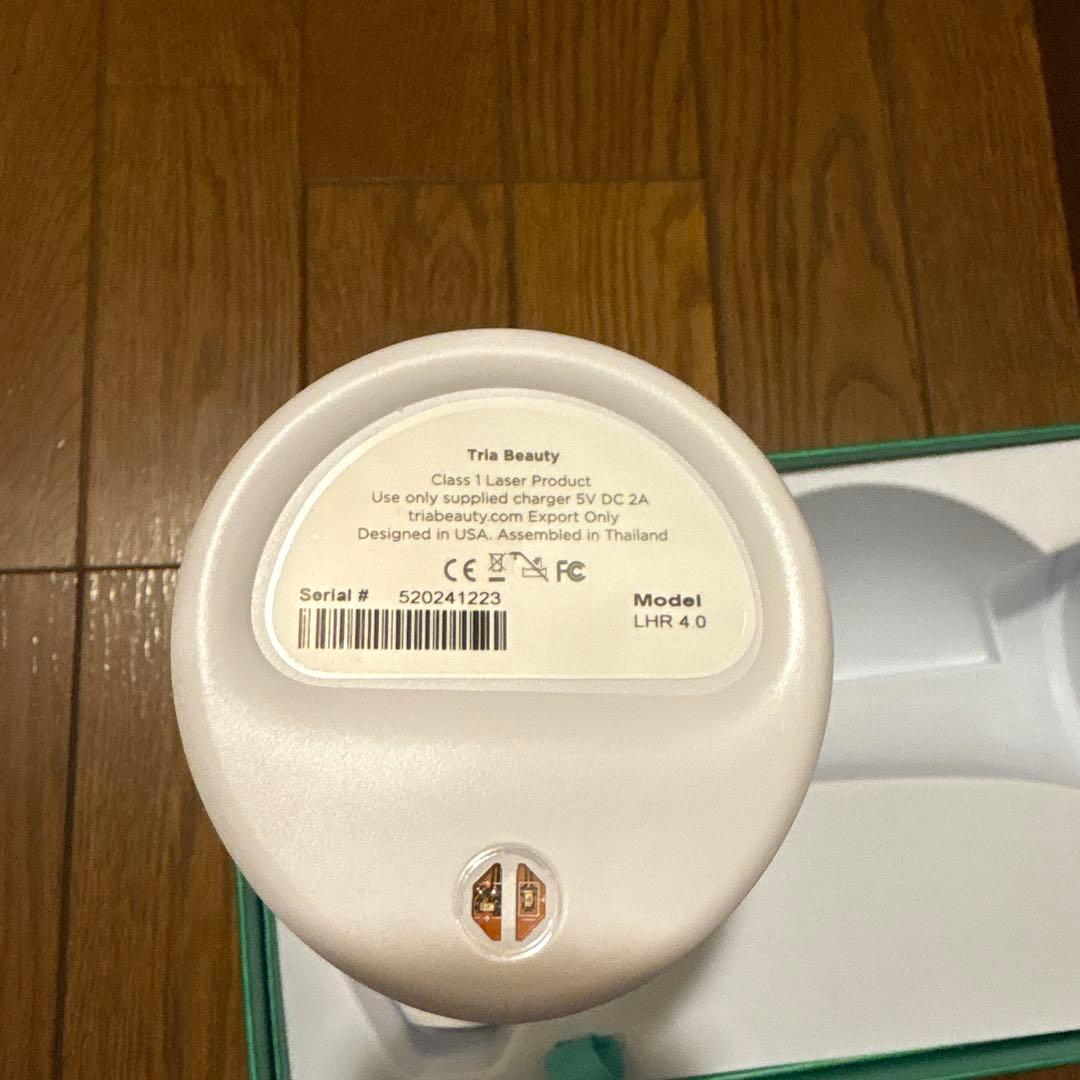 Tria Beauty
Class 1 Laser Product
Use only supplied charger 5V DC 2A
triabeauty.com Export Only
Designed in USA. Assembled in Thailand
CE FC
Serial # 520241223
Model
LHR 4.0